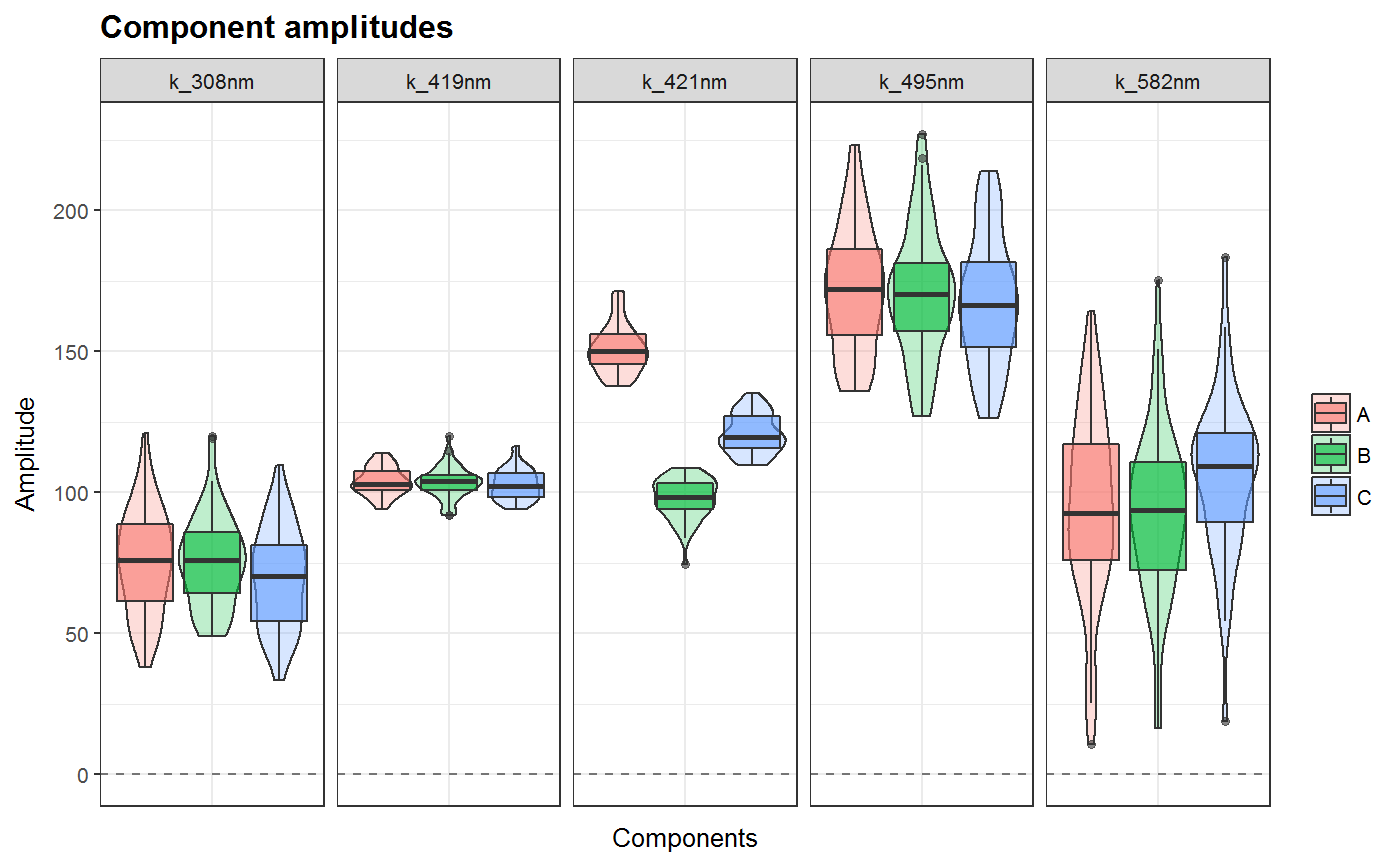 Component amplitudes
k_308nm k_419nm k_421nm k_495nm k_582nm
200
150
100
50
0
Amplitude
A
B
C
Components